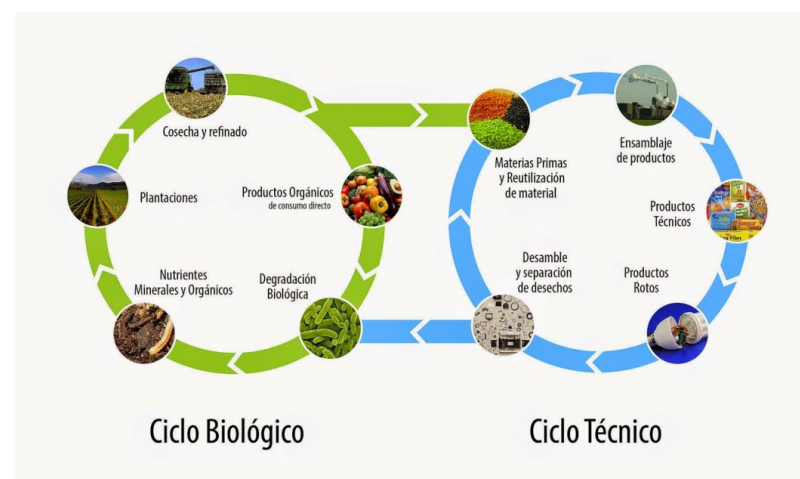 Cosecha y refinado
Plantaciones
Productos Orgánicos
de consumo directo
Nutrientes
Minerales y Orgánicos
Degradación
Biológica
Ciclo Biológico
Materias Primas
y Reutilización
de material
Ensamblaje
de productos
Productos
Técnicos
Desamble
y separación
de desechos
Productos
Rotos
Ciclo Técnico